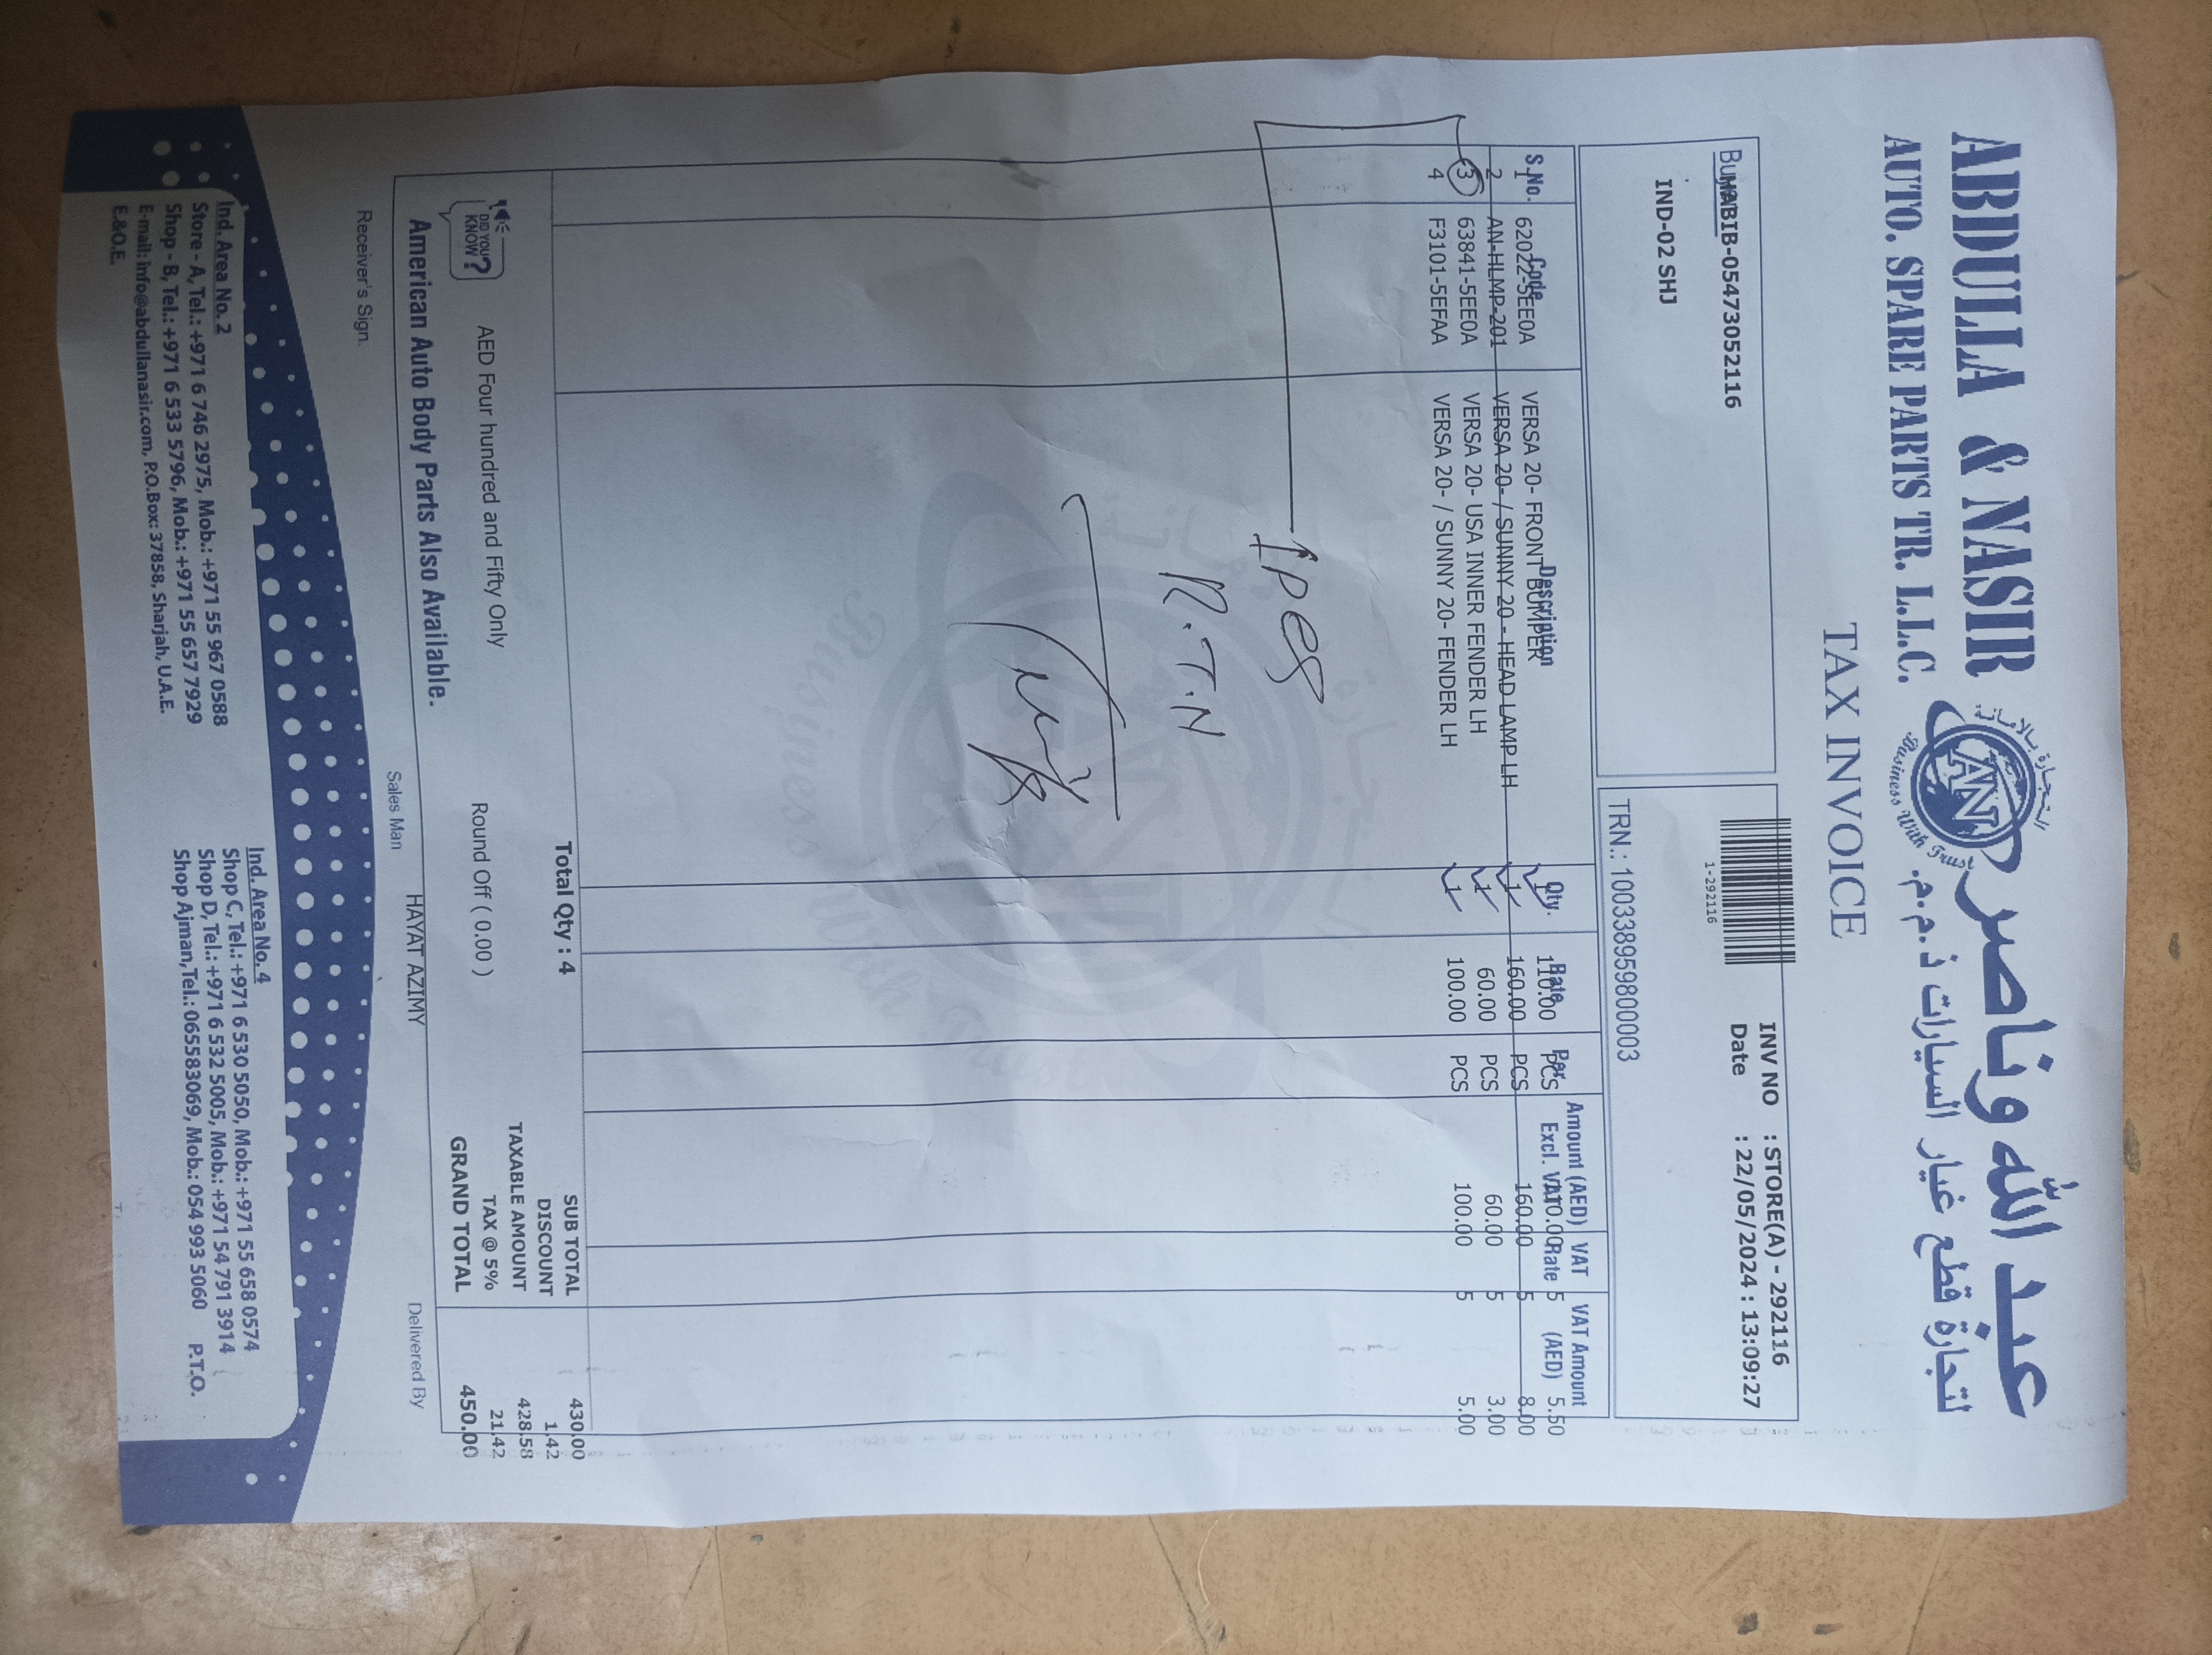 ABDULLA & NASIR عبد الله وناصر
AUTO. SPARE PARTS TR. L.L.C. لتجارة قطع غيار السيارات ذ.م.م.
التجارة بالأمانة
AN
Business With Trust
TAX INVOICE
HABIB-05473052116
IND-02 SHJ
1-292116
INV NO : STORE(A) - 292116
Date : 22/05/2024 : 13:09:27
TRN.: 100338959800003
S.No. Code Description Qty. Rate Per Amount (AED) Excl. VAT VAT Rate VAT Amount (AED)
1 62022-5EE0A VERSA 20- FRONT BUMPER 1 110.00 PCS 110.00 5 5.50
2 AN-HLMP-201 VERSA 20- / SUNNY 20 - HEAD LAMP LH 1 160.00 PCS 160.00 5 8.00
3 63841-5EE0A VERSA 20- USA INNER FENDER LH 1 60.00 PCS 60.00 5 3.00
4 F3101-5EFAA VERSA 20- / SUNNY 20- FENDER LH 1 100.00 PCS 100.00 5 5.00
1pes
R.T.N
Total Qty : 4
SUB TOTAL 430.00
DISCOUNT 1.42
TAXABLE AMOUNT 428.58
TAX @ 5% 21.42
GRAND TOTAL 450.00
DID YOU KNOW?
AED Four hundred and Fifty Only
Round Off ( 0.00 )
American Auto Body Parts Also Available.
Receiver's Sign.
Sales Man HAYAT AZIMY
Delivered By
Ind. Area No. 2
Store - A, Tel.: +971 6 746 2975, Mob.: +971 55 967 0588
Shop - B, Tel.: +971 6 533 5796, Mob.: +971 55 657 7929
E-mail: info@abdullanasir.com, P.O.Box: 37858, Sharjah, U.A.E.
E.&O.E.
Ind. Area No. 4
Shop C, Tel.: +971 6 530 5050, Mob.: +971 55 658 0574
Shop D, Tel.: +971 6 532 5005, Mob.: +971 54 791 3914
Shop Ajman, Tel.: 065583069, Mob.: 054 993 5060 P.T.O.